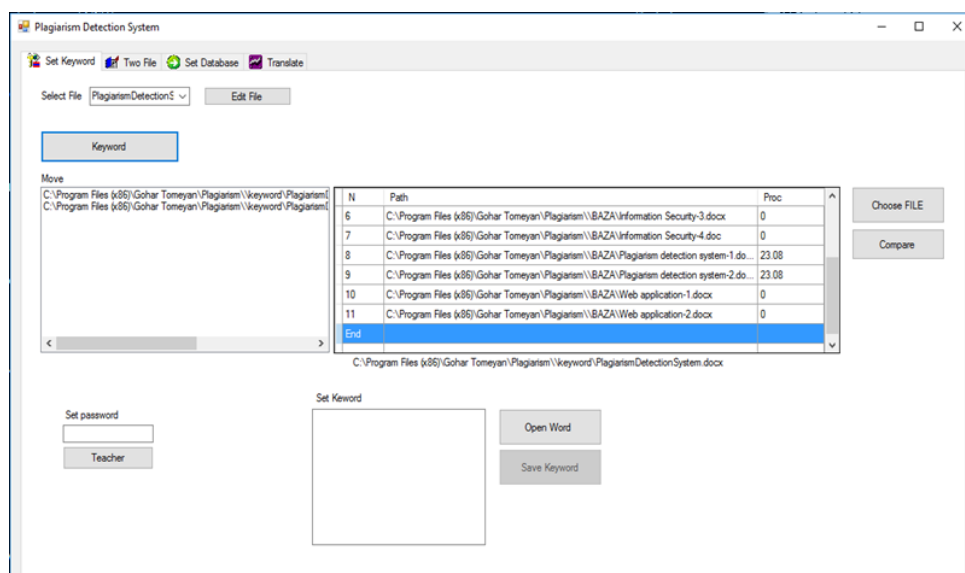 Plagiarism Detection System
Set Keyword Two File Set Database Translate
Select File PlagiarismDetectionS Edit File
Keyword
Move
C:\Program Files (x86)\Gohar Tomeyan\Plagiarism\\keyword\Plagiarism
C:\Program Files (x86)\Gohar Tomeyan\Plagiarism\\keyword\Plagiarism
N Path Proc
6 C:\Program Files (x86)\Gohar Tomeyan\Plagiarism\\BAZA\Information Security-3.docx 0
7 C:\Program Files (x86)\Gohar Tomeyan\Plagiarism\\BAZA\Information Security-4.doc 0
8 C:\Program Files (x86)\Gohar Tomeyan\Plagiarism\\BAZA\Plagiarism detection system-1.do... 23.08
9 C:\Program Files (x86)\Gohar Tomeyan\Plagiarism\\BAZA\Plagiarism detection system-2.do... 23.08
10 C:\Program Files (x86)\Gohar Tomeyan\Plagiarism\\BAZA\Web application-1.docx 0
11 C:\Program Files (x86)\Gohar Tomeyan\Plagiarism\\BAZA\Web application-2.docx 0
End
C:\Program Files (x86)\Gohar Tomeyan\Plagiarism\\keyword\PlagiarismDetectionSystem.docx
Choose FILE
Compare
Set password
Teacher
Set Keword
Open Word
Save Keyword